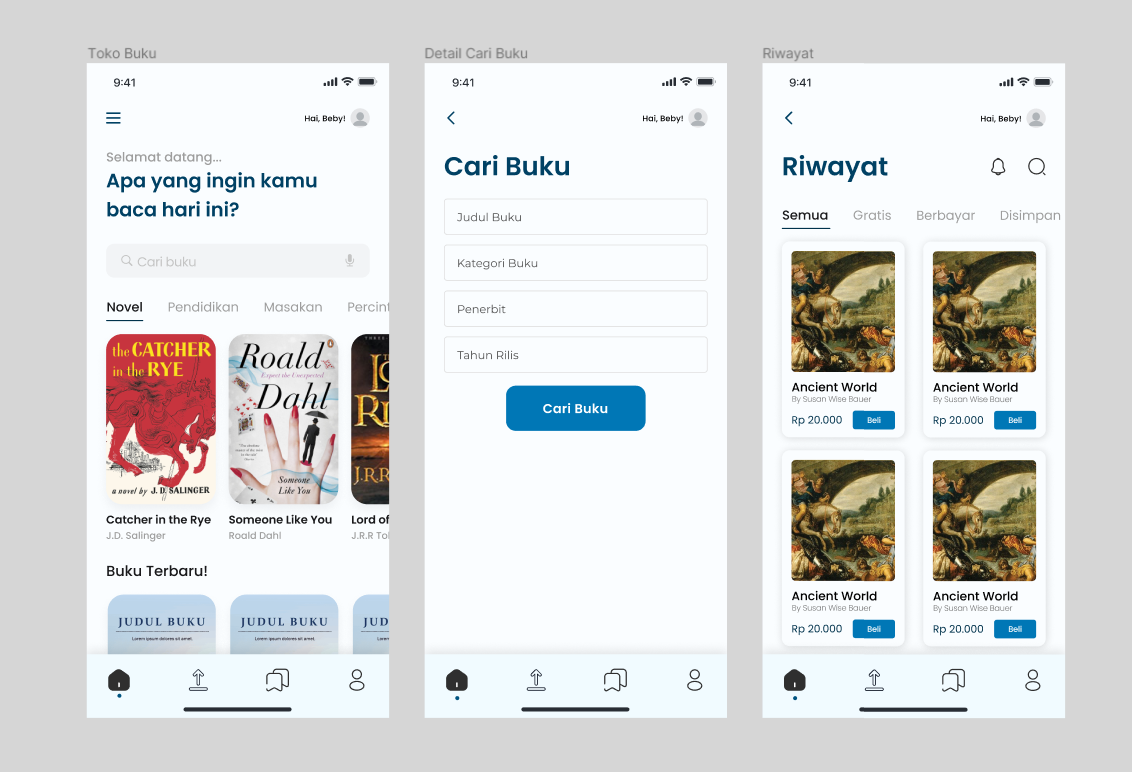 Toko Buku
9:41
Hai, Beby!
Selamat datang...
Apa yang ingin kamu
baca hari ini?
Cari buku
Novel Pendidikan Masakan Percint
the CATCHER
in the RYE
a novel by J. D. SALINGER
Roald
Expect the Unexpected
Dahl
Someone
Like You
J.R.R
Catcher in the Rye
J.D. Salinger
Someone Like You
Roald Dahl
Lord of
J.R.R Tol
Buku Terbaru!
JUDUL BUKU
Lorem ipsum dolores sit amet.
JUDUL BUKU
Lorem ipsum dolores sit amet.
JUD
Lorem ip
Detail Cari Buku
9:41
Hai, Beby!
Cari Buku
Judul Buku
Kategori Buku
Penerbit
Tahun Rilis
Cari Buku
Riwayat
9:41
Hai, Beby!
Riwayat
Semua Gratis Berbayar Disimpan
Ancient World
By Susan Wise Bauer
Rp 20.000 Beli
Ancient World
By Susan Wise Bauer
Rp 20.000 Beli
Ancient World
By Susan Wise Bauer
Rp 20.000 Beli
Ancient World
By Susan Wise Bauer
Rp 20.000 Beli